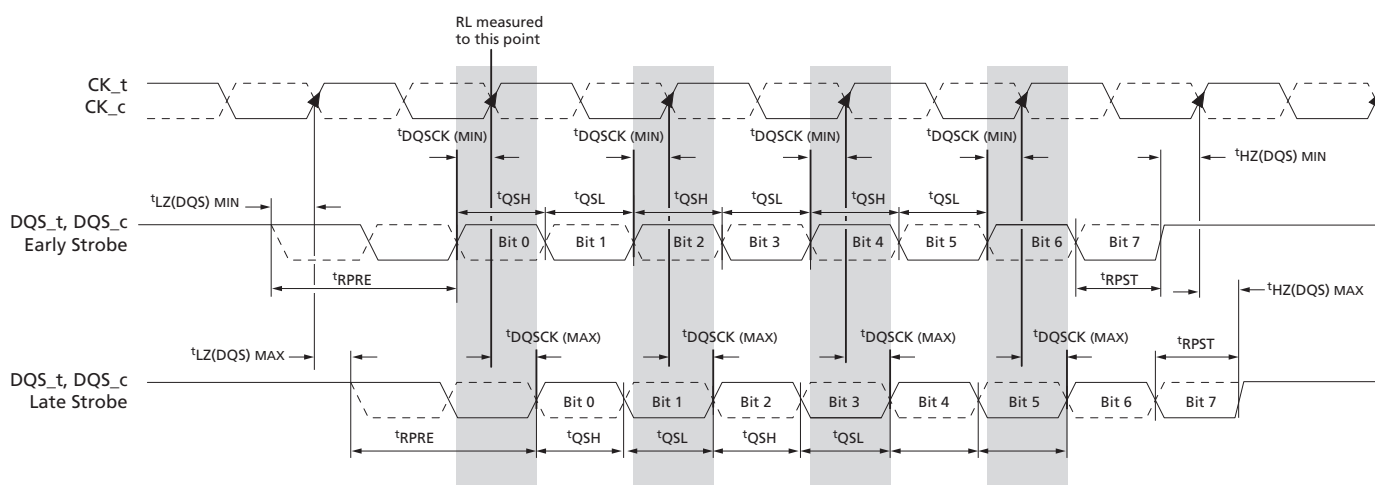 RL measured
to this point
CK_t
CK_c
tDQSCK (MIN) tDQSCK (MIN) tDQSCK (MIN) tDQSCK (MIN)
tHZ(DQS) MIN
tLZ(DQS) MIN
tQSH tQSL tQSH tQSL tQSH tQSL
DQS_t, DQS_c
Early Strobe
Bit 0 Bit 1 Bit 2 Bit 3 Bit 4 Bit 5 Bit 6 Bit 7
tRPRE tRPST
tHZ(DQS) MAX
tDQSCK (MAX) tDQSCK (MAX) tDQSCK (MAX) tDQSCK (MAX)
tRPST
tLZ(DQS) MAX
DQS_t, DQS_c
Late Strobe
Bit 0 Bit 1 Bit 2 Bit 3 Bit 4 Bit 5 Bit 6 Bit 7
tRPRE tQSH tQSL tQSH tQSL